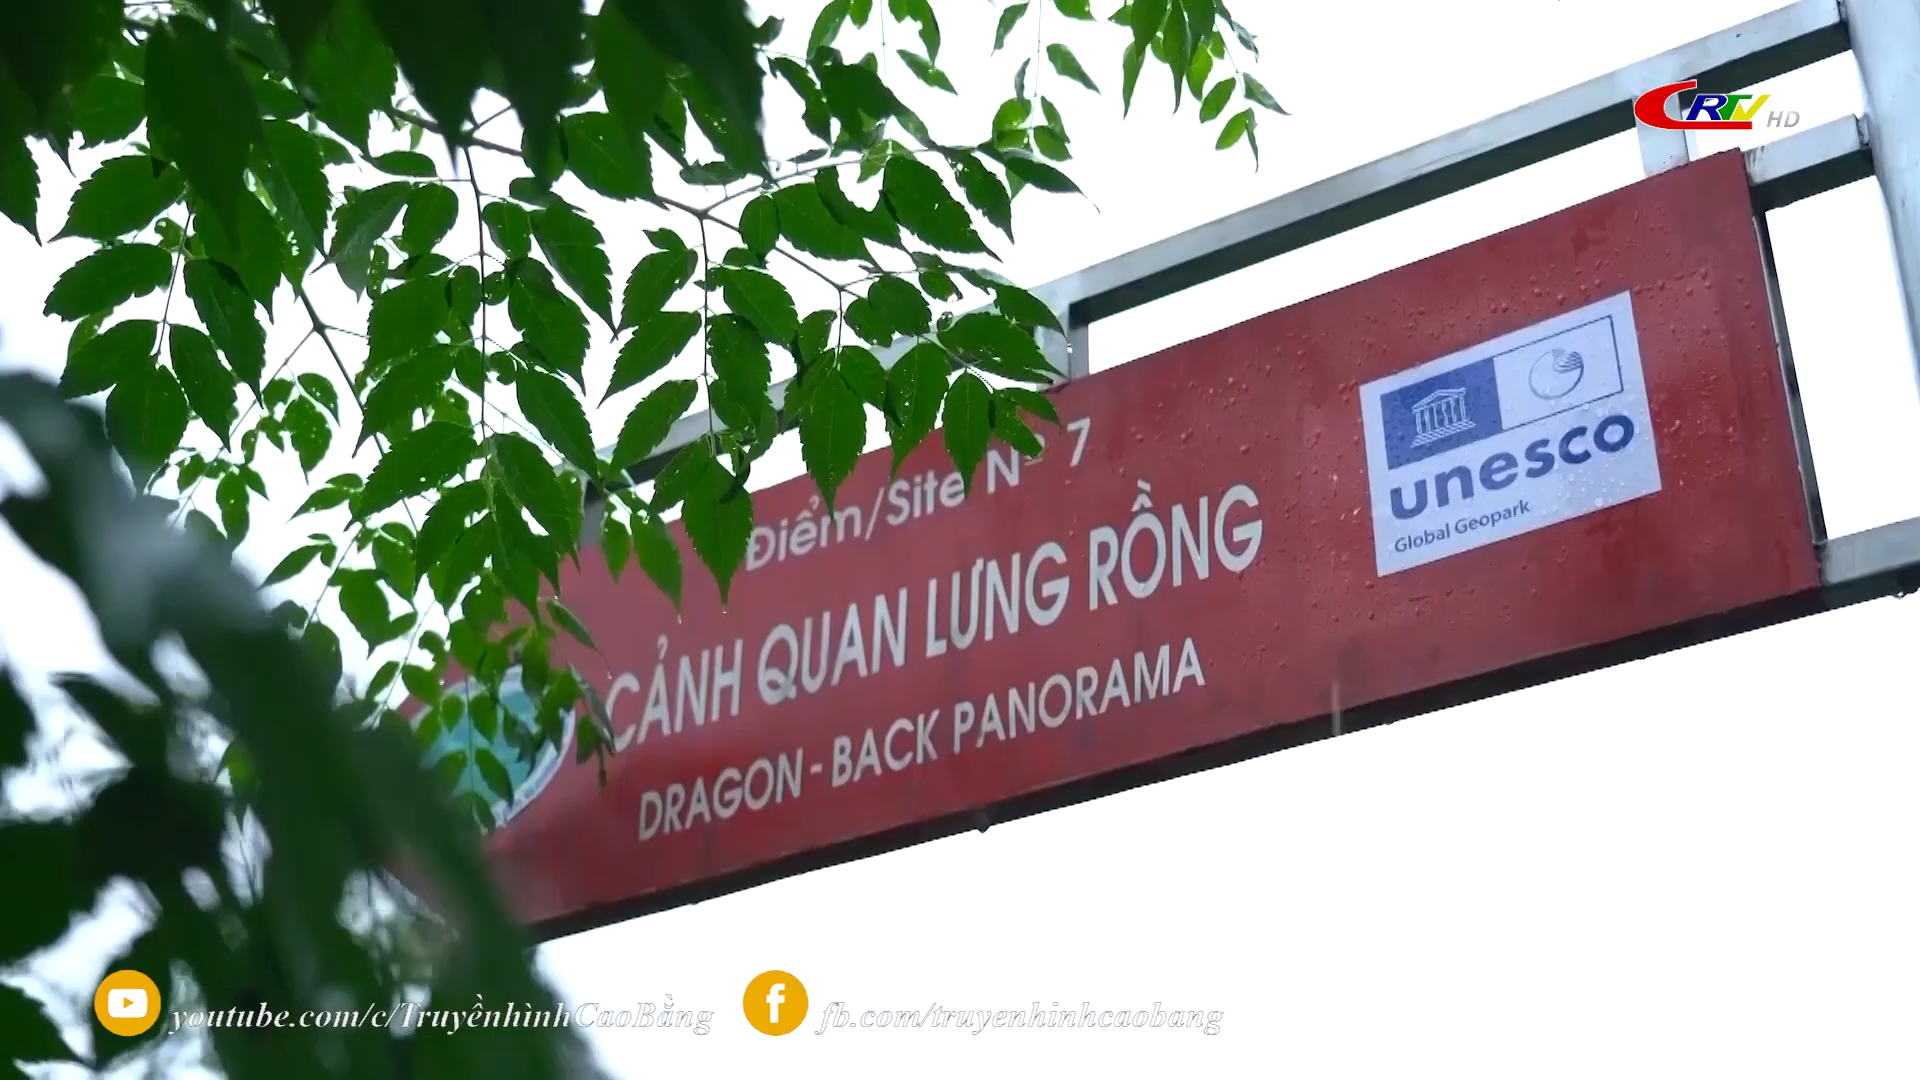 CRTV HD
Điểm/Site Nº 7
CẢNH QUAN LƯNG RỒNG
DRAGON-BACK PANORAMA
unesco
Global Geopark
youtube.com/c/TruyềnhìnhCaoBằng
fb.com/truyenhinhcaobang